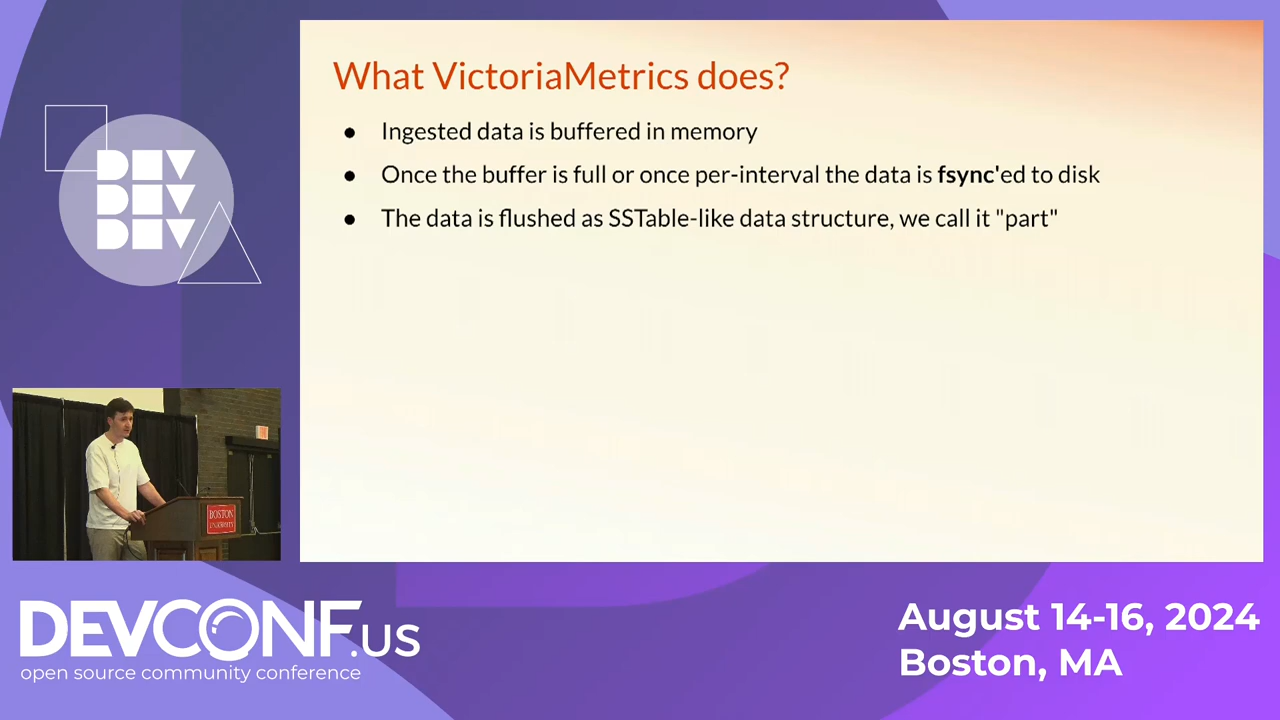 What VictoriaMetrics does?
● Ingested data is buffered in memory
● Once the buffer is full or once per-interval the data is fsync'ed to disk
● The data is flushed as SSTable-like data structure, we call it "part"
DEV
DEV
DEV
BOSTON
UNIVERSITY
DEVCONF.US
open source community conference
August 14-16, 2024
Boston, MA